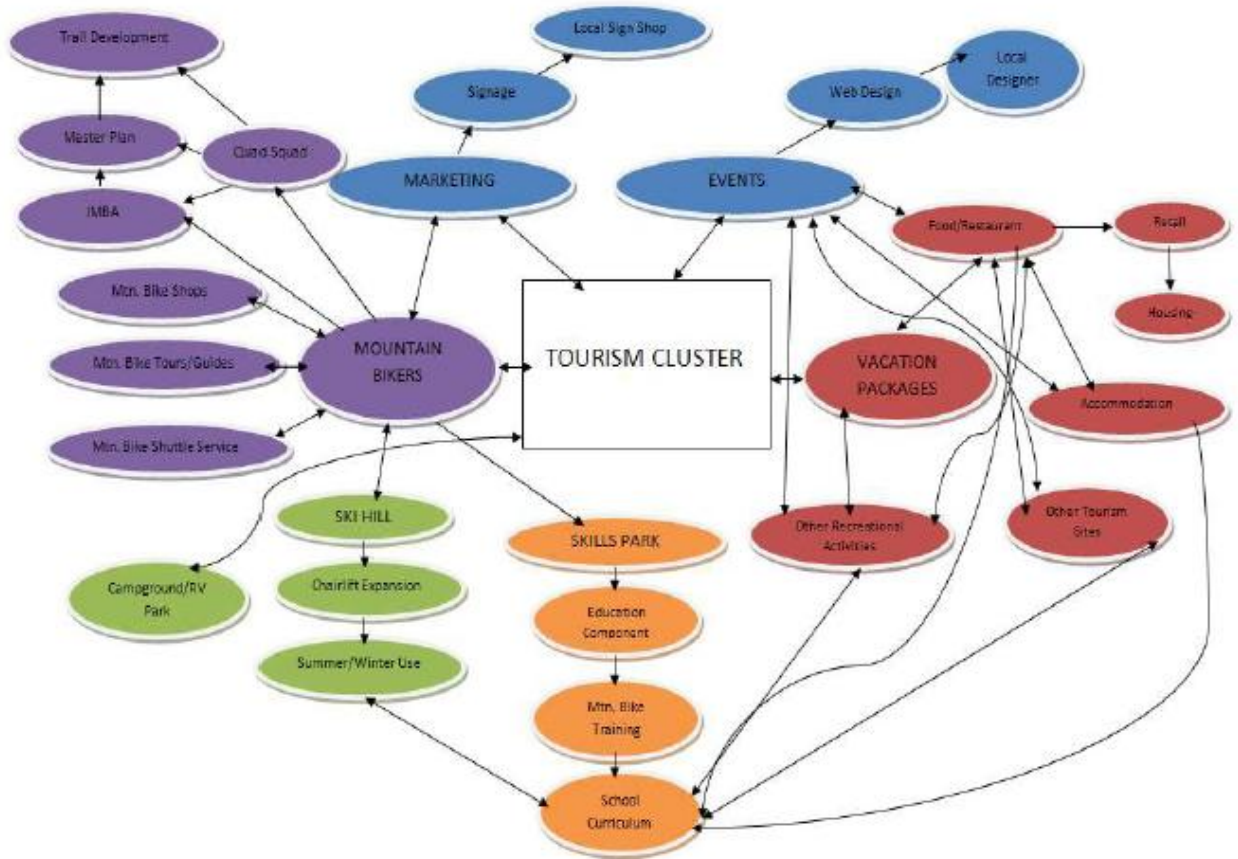 Trail Development
Local Sign Shop
Signage
Web Design
Local
Designer
Master Plan
Quad Squad
MARKETING
EVENTS
IMBA
Food/Restaurant
Mtn. Bike Shops
Housing
TOURISM CLUSTER
MOUNTAIN
BIKERS
Mtn. Bike Tours/Guides
VACATION
PACKAGES
Accommodation
Mtn. Bike Shuttle Service
SKI HILL
SKILLS PARK
Other Recreational
Activities
Other Tourism
Sites
Campground/RV
Park
Chairlift Expansion
Education
Component
Summer/Winter Use
Mtn. Bike
Training
School
Curriculum